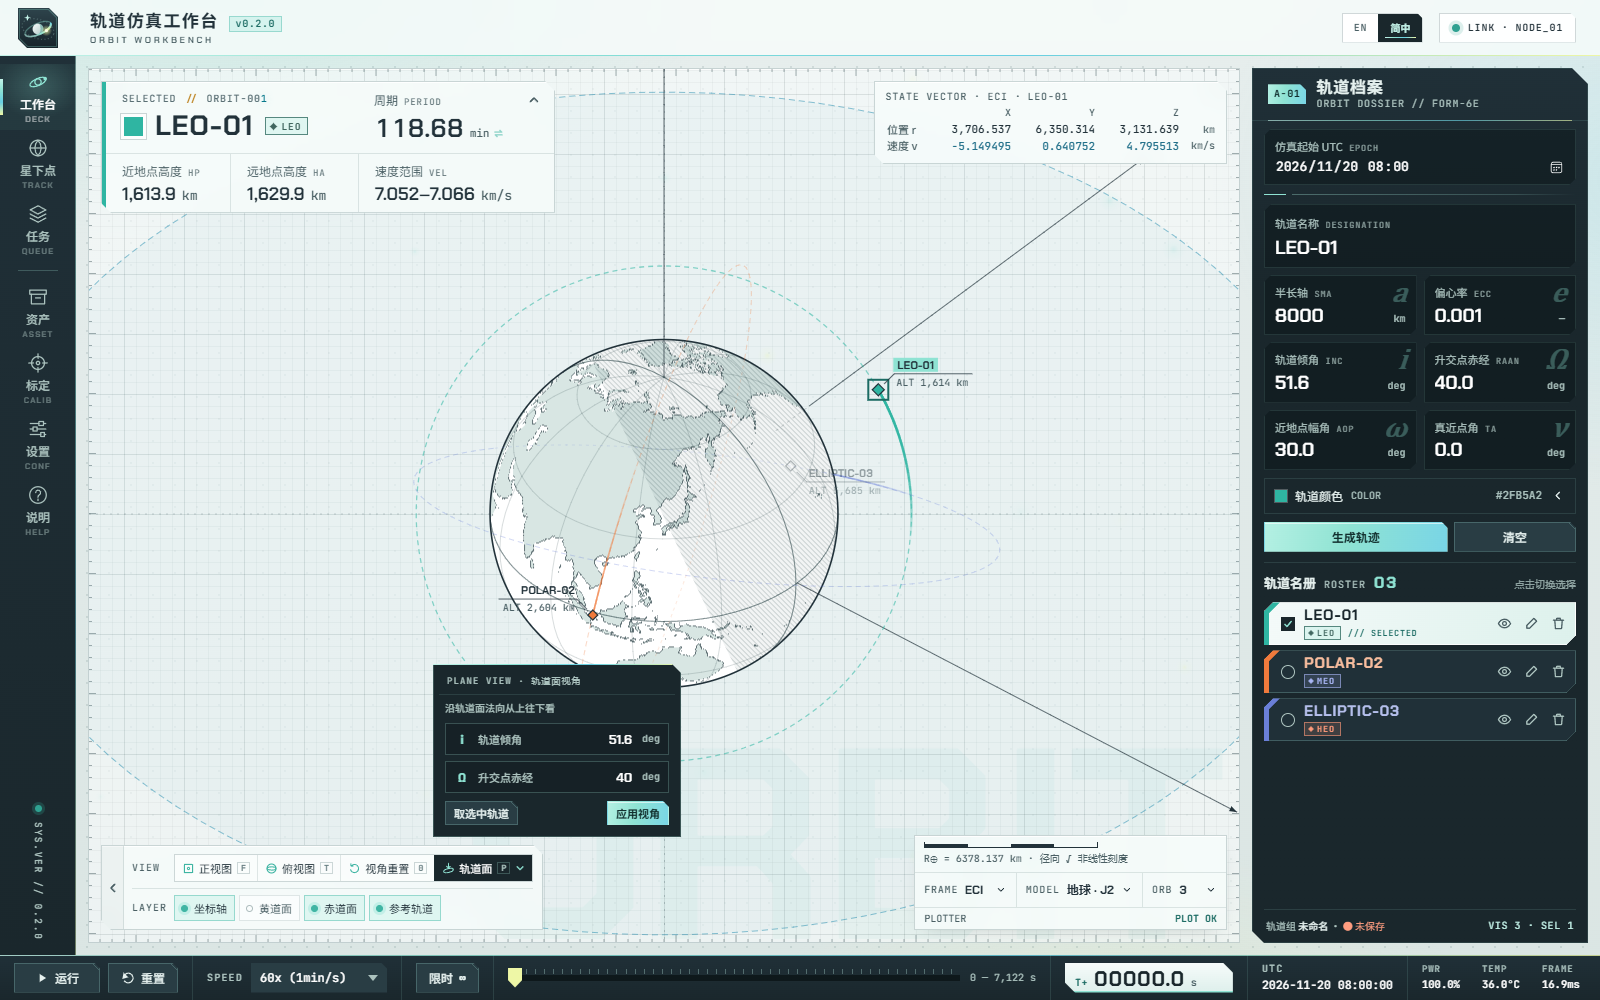 轨道仿真工作台 v0.2.0
ORBIT WORKBENCH
EN 简中 LINK · NODE_01
工作台
DECK
星下点
TRACK
任务
QUEUE
资产
ASSET
标定
CALIB
设置
CONF
说明
HELP
SYS.VER // 0.2.0
SELECTED // ORBIT-001
LEO-01 ◆ LEO
周期 PERIOD
118.68 min ⇌
近地点高度 HP
1,613.9 km
远地点高度 HA
1,629.9 km
速度范围 VEL
7.052–7.066 km/s
STATE VECTOR · ECI · LEO-01
X Y Z
位置 r 3,706.537 6,350.314 3,131.639 km
速度 v -5.149495 0.640752 4.795513 km/s
LEO-01
ALT 1,614 km
ELLIPTIC-03
POLAR-02
ALT 2,604 km
ORBIT
PLANE VIEW · 轨道面视角
沿轨道面法向从上往下看
i 轨道倾角 51.6 deg
Ω 升交点赤经 40 deg
取选中轨道 应用视角
VIEW 正视图 F 俯视图 T 视角重置 0 轨道面 P
LAYER 坐标轴 黄道面 赤道面 参考轨道
R⊕ = 6378.137 km · 径向 √ 非线性刻度
FRAME ECI MODEL 地球 · J2 ORB 3
PLOTTER PLOT OK
A-01 轨道档案
ORBIT DOSSIER // FORM-6E
仿真起始 UTC EPOCH
2026/11/20 08:00
轨道名称 DESIGNATION
LEO-01
半长轴 SMA a
8000 km
偏心率 ECC e
0.001 –
轨道倾角 INC i
51.6 deg
升交点赤经 RAAN Ω
40.0 deg
近地点幅角 AOP ω
30.0 deg
真近点角 TA ν
0.0 deg
轨道颜色 COLOR #2FB5A2
生成轨迹 清空
轨道名册 ROSTER 03 点击切换选择
LEO-01
◆ LEO /// SELECTED
POLAR-02
◆ MEO
ELLIPTIC-03
◆ HEO
轨道组 未命名 · 未保存 VIS 3 · SEL 1
运行 重置 SPEED 60x (1min/s) 限时 ∞ 0 — 7,122 s T+ 00000.0 s
UTC
2026-11-20 08:00:00
PWR
100.0%
TEMP
36.0°C
FRAME
16.9ms